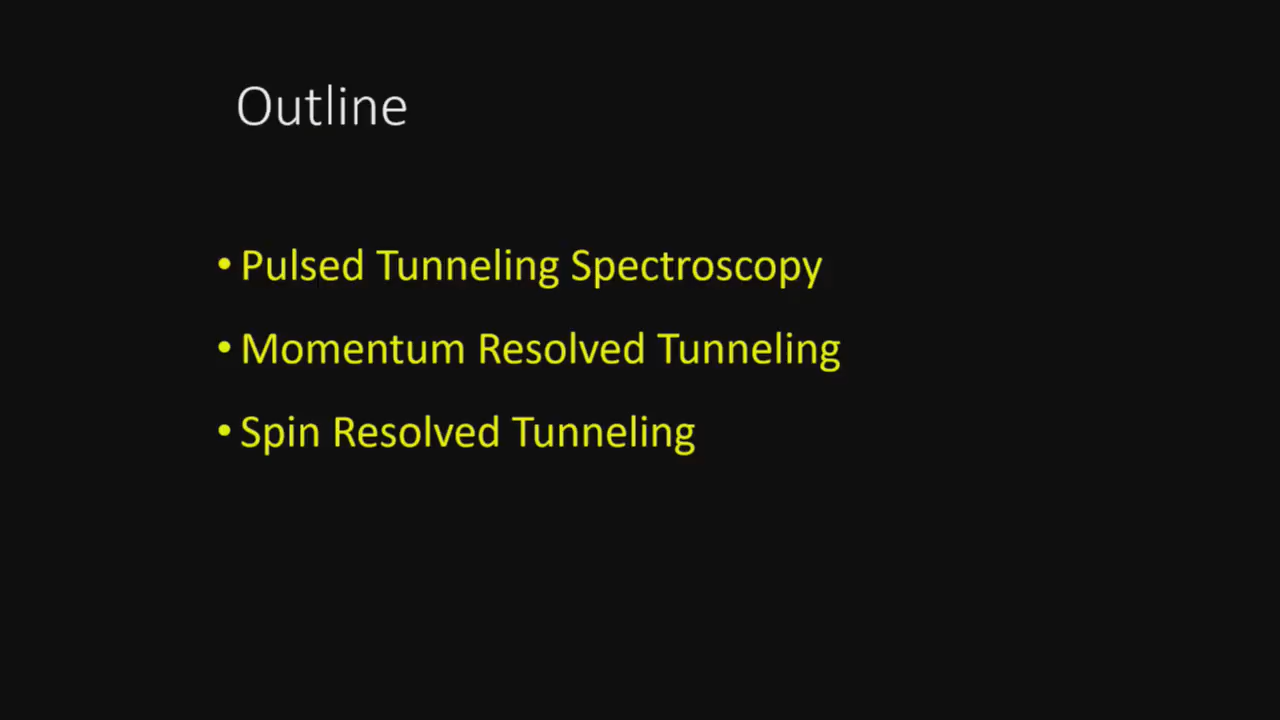 Outline
• Pulsed Tunneling Spectroscopy
• Momentum Resolved Tunneling
• Spin Resolved Tunneling